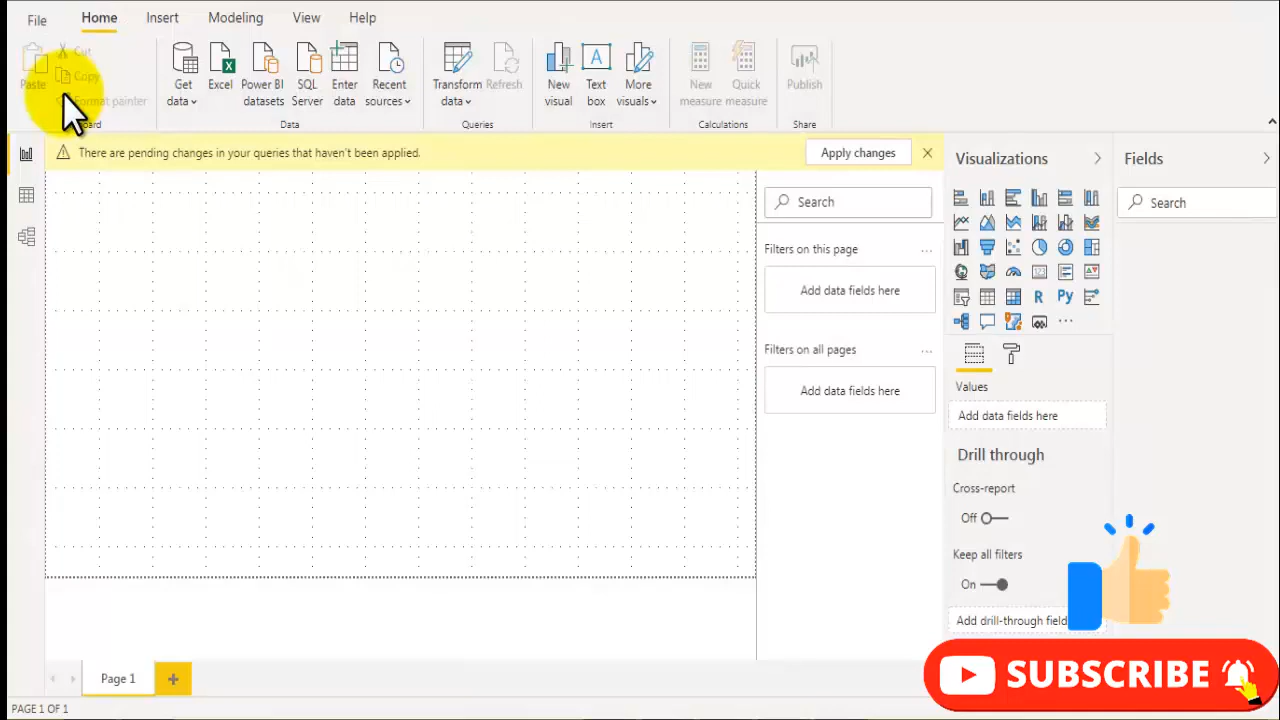 File Home Insert Modeling View Help
Paste
Cut
Copy
Format painter
Get data
Excel
Power BI datasets
SQL Server
Enter data
Recent sources
Transform data
Refresh
New visual
Text box
More visuals
New measure
Quick measure
Publish
Data
Queries
Insert
Calculations
Share
There are pending changes in your queries that haven't been applied.
Apply changes
Search
Filters on this page
...
Add data fields here
Filters on all pages
...
Add data fields here
Visualizations
R
Py
...
Values
Add data fields here
Drill through
Cross-report
Off
Keep all filters
On
Add drill-through field
Fields
Search
SUBSCRIBE
Page 1
PAGE 1 OF 1